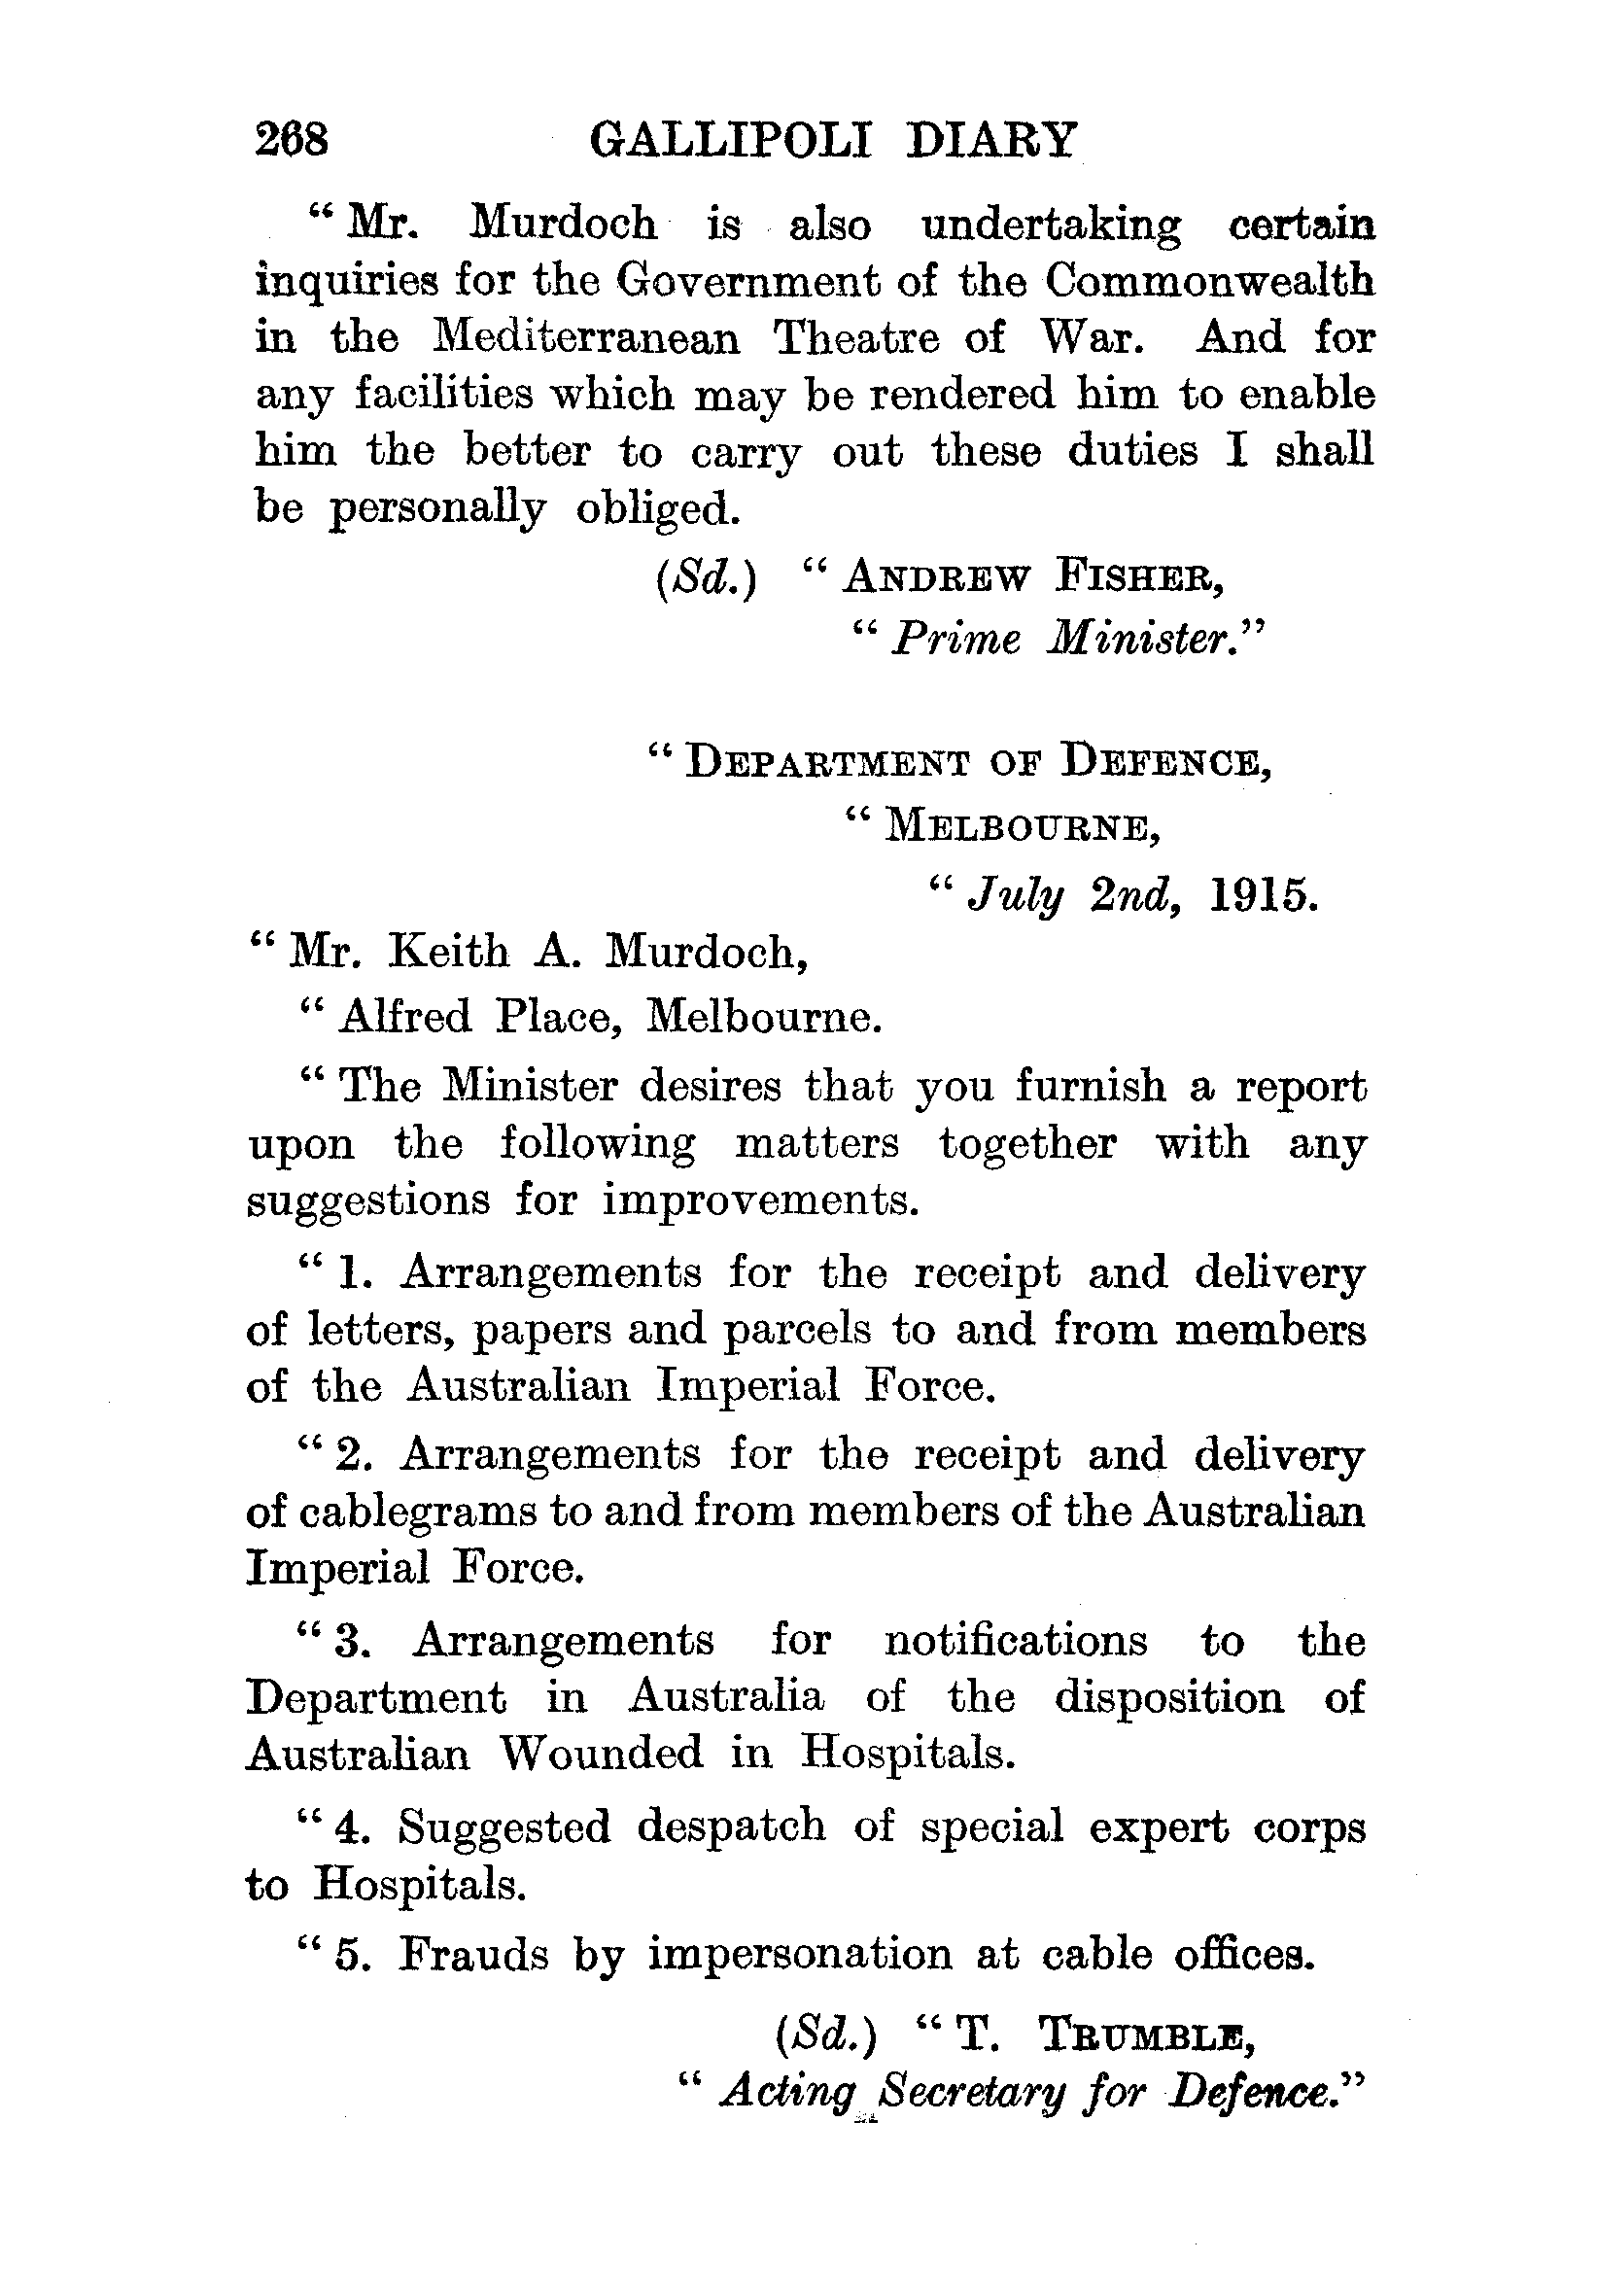 268 GALLIPOLI DIARY
“ Mr. Murdoch is also undertaking certain
inquiries for the Government of the Commonwealth
in the Mediterranean Theatre of War. And for
any facilities which may be rendered him to enable
him the better to carry out these duties I shall
be personally obliged.
(Sd.) “ ANDREW FISHER,
“ Prime Minister.”
“ DEPARTMENT OF DEFENCE,
“ MELBOURNE,
“ July 2nd, 1915.
“ Mr. Keith A. Murdoch,
“ Alfred Place, Melbourne.
“ The Minister desires that you furnish a report
upon the following matters together with any
suggestions for improvements.
“ 1. Arrangements for the receipt and delivery
of letters, papers and parcels to and from members
of the Australian Imperial Force.
“ 2. Arrangements for the receipt and delivery
of cablegrams to and from members of the Australian
Imperial Force.
“ 3. Arrangements for notifications to the
Department in Australia of the disposition of
Australian Wounded in Hospitals.
“ 4. Suggested despatch of special expert corps
to Hospitals.
“ 5. Frauds by impersonation at cable offices.
(Sd.) “ T. TRUMBLE,
“ Acting Secretary for Defence.”